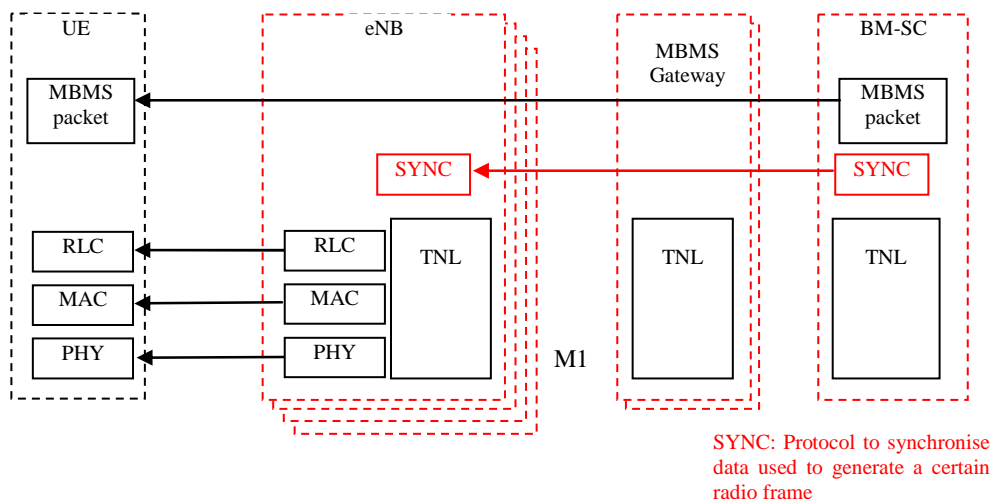 UE
eNB
MBMS
Gateway
BM-SC
MBMS
packet
MBMS
packet
SYNC
SYNC
RLC
RLC
TNL
TNL
TNL
MAC
MAC
PHY
PHY
M1
SYNC: Protocol to synchronise
data used to generate a certain
radio frame